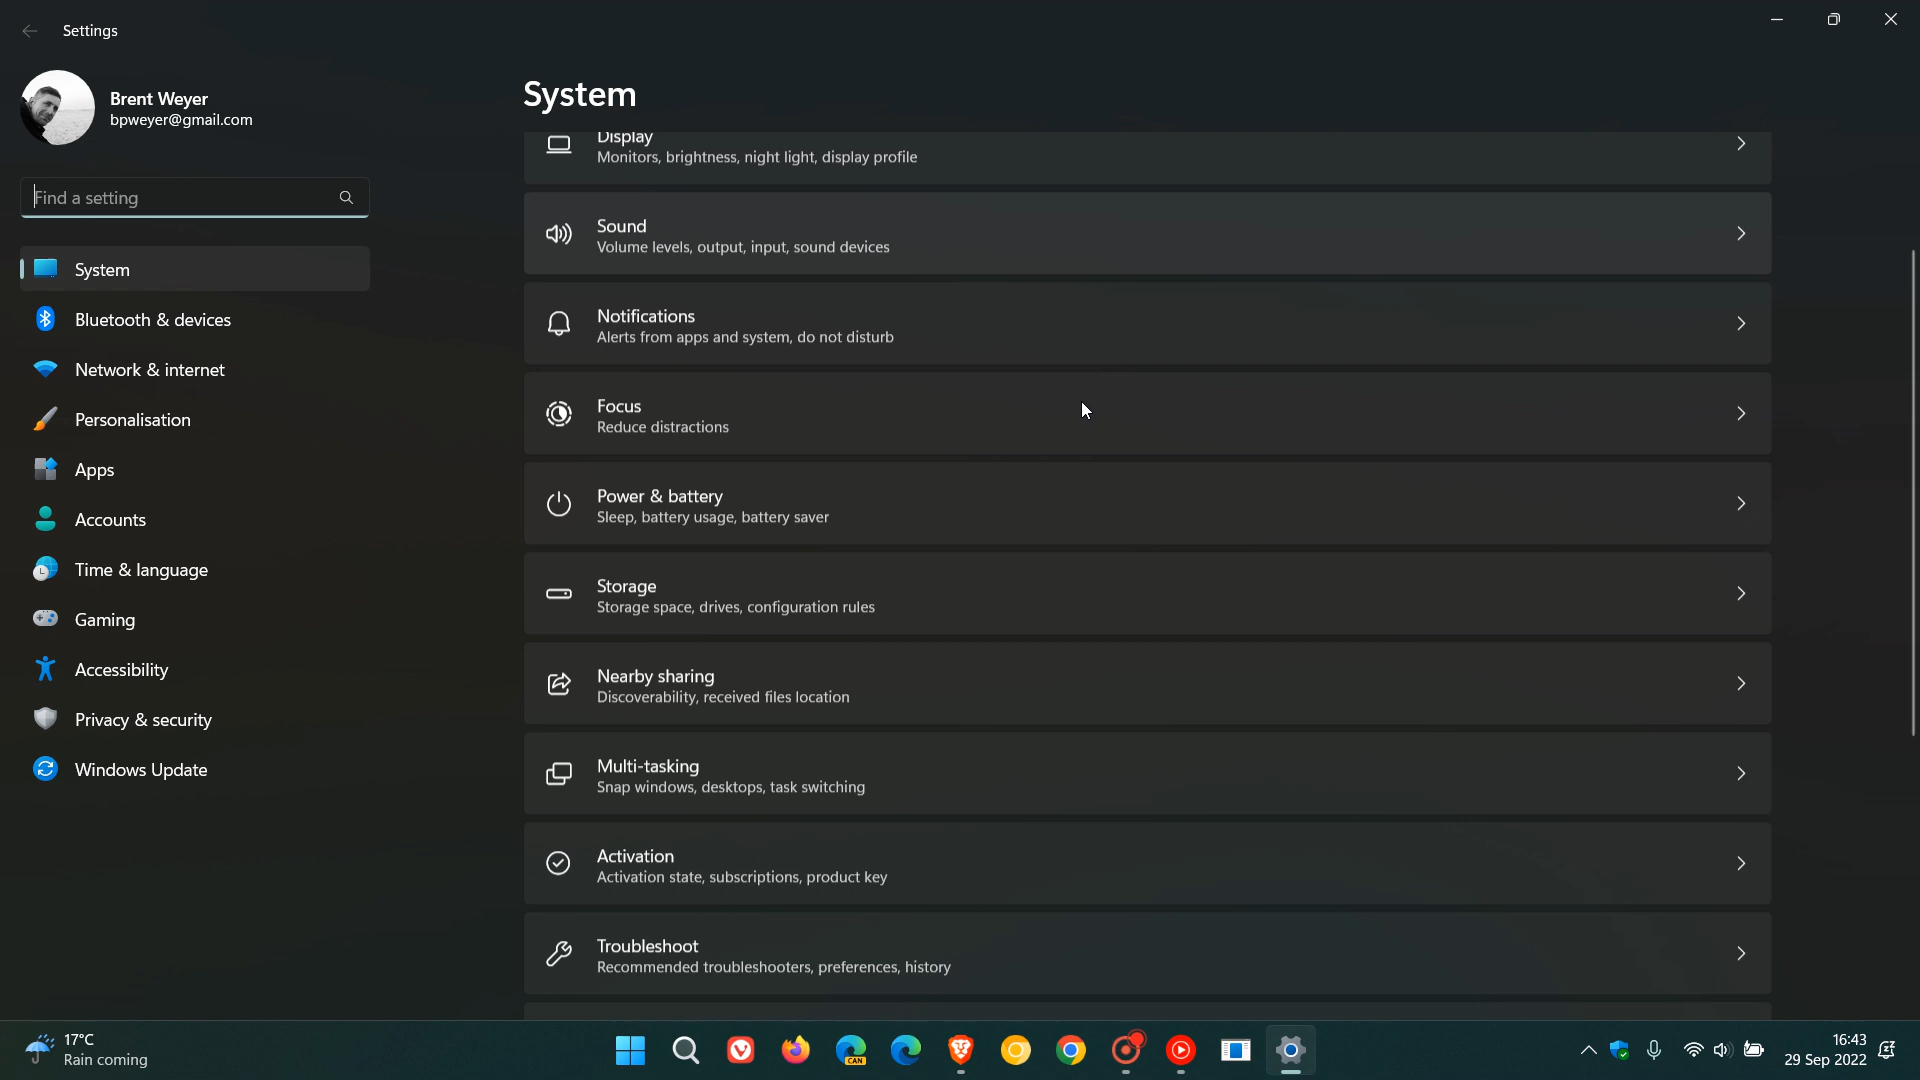 Settings
Brent Weyer
bpweyer@gmail.com
Find a setting
System
Bluetooth & devices
Network & internet
Personalisation
Apps
Accounts
Time & language
Gaming
Accessibility
Privacy & security
Windows Update
System
Display
Monitors, brightness, night light, display profile
Sound
Volume levels, output, input, sound devices
Notifications
Alerts from apps and system, do not disturb
Focus
Reduce distractions
Power & battery
Sleep, battery usage, battery saver
Storage
Storage space, drives, configuration rules
Nearby sharing
Discoverability, received files location
Multi-tasking
Snap windows, desktops, task switching
Activation
Activation state, subscriptions, product key
Troubleshoot
Recommended troubleshooters, preferences, history
17°C
Rain coming
CAN
16:43
29 Sep 2022